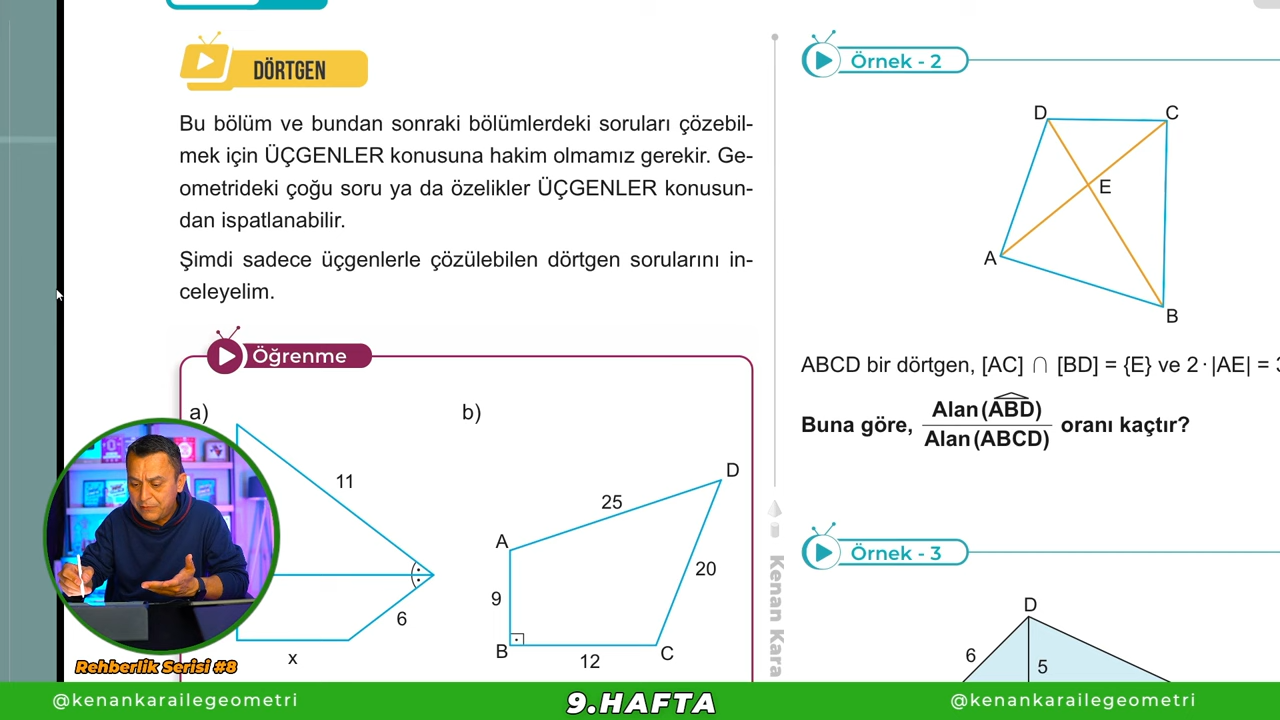 DÖRTGEN
Bu bölüm ve bundan sonraki bölümlerdeki soruları çözebil-
mek için ÜÇGENLER konusuna hakim olmamız gerekir. Ge-
ometrideki çoğu soru ya da özelikler ÜÇGENLER konusun-
dan ispatlanabilir.
Şimdi sadece üçgenlerle çözülebilen dörtgen sorularını in-
celeyelim.
Öğrenme
a)
11
6
x
b)
D
25
A
20
9
B
12
C
Kenan Kara
Örnek - 2
D
C
E
A
B
ABCD bir dörtgen, [AC] ∩ [BD] = {E} ve 2·|AE| =
Buna göre, Alan(ABD) / Alan(ABCD) oranı kaçtır?
Örnek - 3
D
6
5
Rehberlik Serisi #8
@kenankarailegeometri
9.HAFTA
@kenankarailegeometri